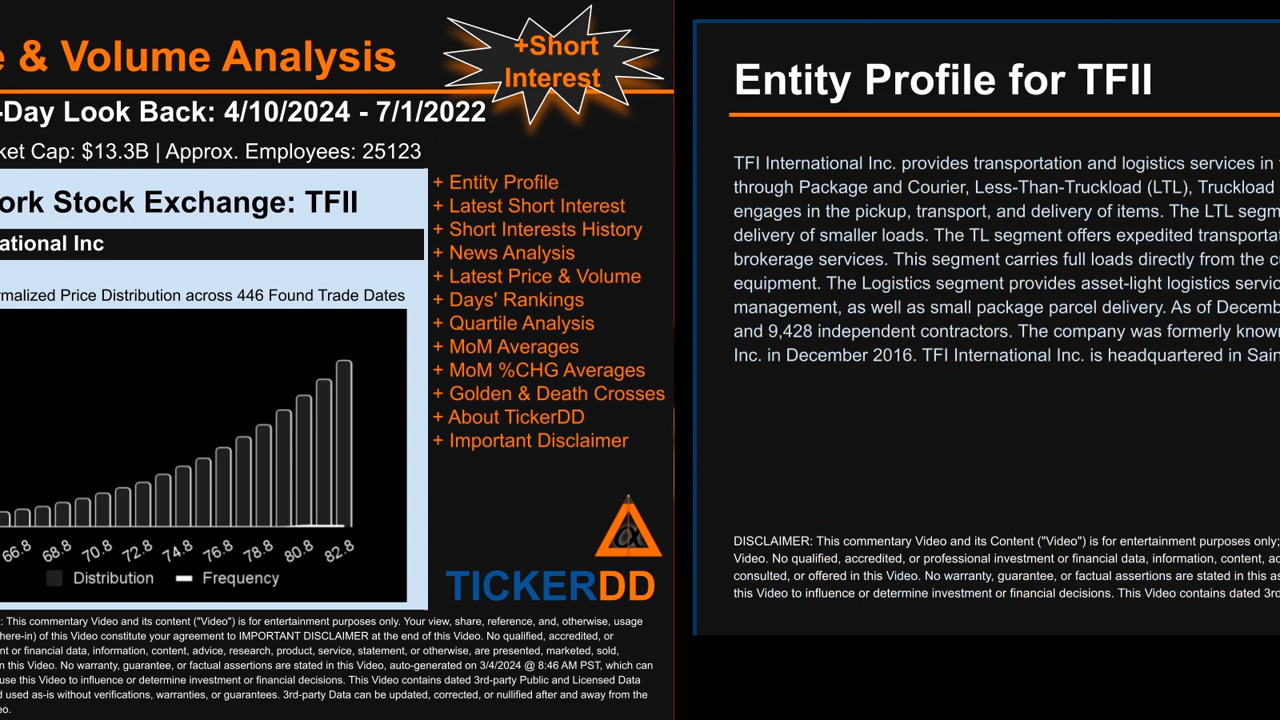 e & Volume Analysis
+Short
Interest
-Day Look Back: 4/10/2024 - 7/1/2022
ket Cap: $13.3B | Approx. Employees: 25123
ork Stock Exchange: TFII
ational Inc
rmalized Price Distribution across 446 Found Trade Dates
66.8 68.8 70.8 72.8 74.8 76.8 78.8 80.8 82.8
Distribution Frequency
+ Entity Profile
+ Latest Short Interest
+ Short Interests History
+ News Analysis
+ Latest Price & Volume
+ Days' Rankings
+ Quartile Analysis
+ MoM Averages
+ MoM %CHG Averages
+ Golden & Death Crosses
+ About TickerDD
+ Important Disclaimer
TICKERDD
: This commentary Video and its content ("Video") is for entertainment purposes only. Your view, share, reference, and, otherwise, usage
here-in) of this Video constitute your agreement to IMPORTANT DISCLAIMER at the end of this Video. No qualified, accredited, or
nt or financial data, information, content, advice, research, product, service, statement, or otherwise, are presented, marketed, sold,
n this Video. No warranty, guarantee, or factual assertions are stated in this Video, auto-generated on 3/4/2024 @ 8:46 AM PST, which can
use this Video to influence or determine investment or financial decisions. This Video contains dated 3rd-party Public and Licensed Data
d used as-is without verifications, warranties, or guarantees. 3rd-party Data can be updated, corrected, or nullified after and away from the
eo.
Entity Profile for TFII
TFI International Inc. provides transportation and logistics services in
through Package and Courier, Less-Than-Truckload (LTL), Truckload
engages in the pickup, transport, and delivery of items. The LTL segm
delivery of smaller loads. The TL segment offers expedited transporta
brokerage services. This segment carries full loads directly from the c
equipment. The Logistics segment provides asset-light logistics servic
management, as well as small package parcel delivery. As of Decemb
and 9,428 independent contractors. The company was formerly known
Inc. in December 2016. TFI International Inc. is headquartered in Sain
DISCLAIMER: This commentary Video and its Content ("Video") is for entertainment purposes only;
Video. No qualified, accredited, or professional investment or financial data, information, content, ad
consulted, or offered in this Video. No warranty, guarantee, or factual assertions are stated in this as
this Video to influence or determine investment or financial decisions. This Video contains dated 3rd